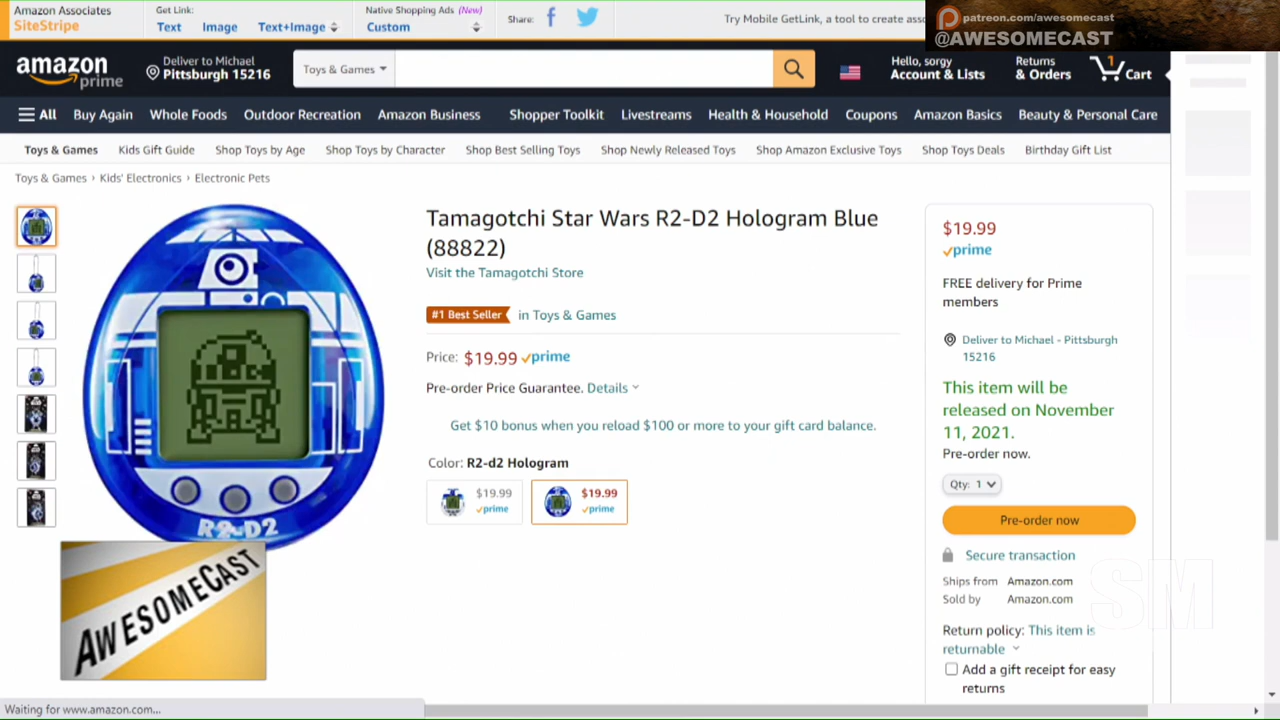 Amazon Associates
SiteStripe
Get Link:
Text Image Text+Image
Native Shopping Ads (New)
Custom
Share:
Try Mobile GetLink, a tool to create asso
patreon.com/awesomecast
@AWESOMECAST
amazon
prime
Deliver to Michael
Pittsburgh 15216
Toys & Games
Hello, sorgy
Account & Lists
Returns
& Orders
1
Cart
All Buy Again Whole Foods Outdoor Recreation Amazon Business Shopper Toolkit Livestreams Health & Household Coupons Amazon Basics Beauty & Personal Care
Toys & Games Kids Gift Guide Shop Toys by Age Shop Toys by Character Shop Best Selling Toys Shop Newly Released Toys Shop Amazon Exclusive Toys Shop Toys Deals Birthday Gift List
Toys & Games › Kids' Electronics › Electronic Pets
R2-D2
AWESOMECAST
Tamagotchi Star Wars R2-D2 Hologram Blue
(88822)
Visit the Tamagotchi Store
#1 Best Seller in Toys & Games
Price: $19.99 prime
Pre-order Price Guarantee. Details
Get $10 bonus when you reload $100 or more to your gift card balance.
Color: R2-d2 Hologram
$19.99
prime
$19.99
prime
$19.99
prime
FREE delivery for Prime
members
Deliver to Michael - Pittsburgh
15216
This item will be
released on November
11, 2021.
Pre-order now.
Qty: 1
Pre-order now
Secure transaction
Ships from Amazon.com
Sold by Amazon.com
SM
Return policy: This item is
returnable
Add a gift receipt for easy
returns
Waiting for www.amazon.com...